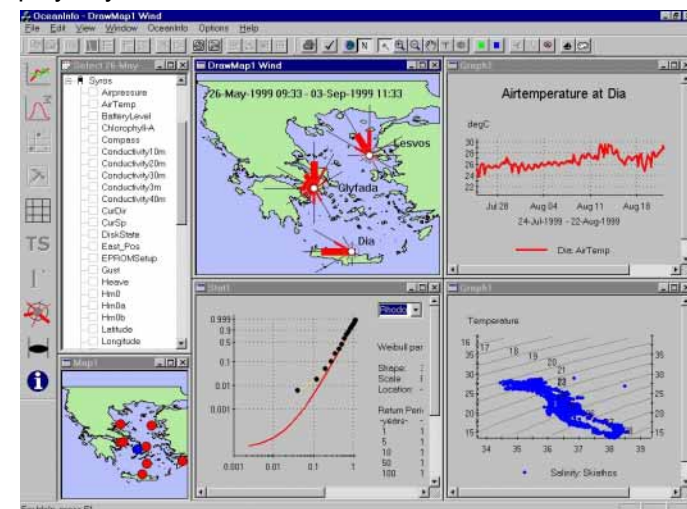 OceanInfo - DrawMap1 Wind
File Edit View Window OceanInfo Options Help
N
T
TS
Select 26-May
Syros
Airpressure
AirTemp
BatteryLevel
Chlorophyll-A
Compass
Conductivity10m
Conductivity20m
Conductivity30m
Conductivity3m
Conductivity40m
CurDir
CurSp
DiskState
East_Pos
EPROMSetup
Gust
Heave
Hm0
Hm0a
Hm0b
Latitude
Longitude
Map1
DrawMap1 Wind
26-May-1999 09:33 - 03-Sep-1999 11:33
Lesvos
Glyfada
Dia
Airtemperature at Dia
degC
30
28
26
24
22
Jul 28 Aug 04 Aug 11 Aug 18
24-Jul-1999 - 22-Aug-1999
Dia: AirTemp
Stat1
Rhodo
0.999
0.9
0.5
0.1
0.01
0.001
0.001 0.01 0.1 1
Weibull par
Shape:
Scale
Location: -
Return Peri
-years-
1
5
10
50
100
Graph1
Temperature
16 17 18 19 20
21
35
30
25
20
15
35
30
25
20
15
34 35 36 37 38 39
Salinity: Skiathos